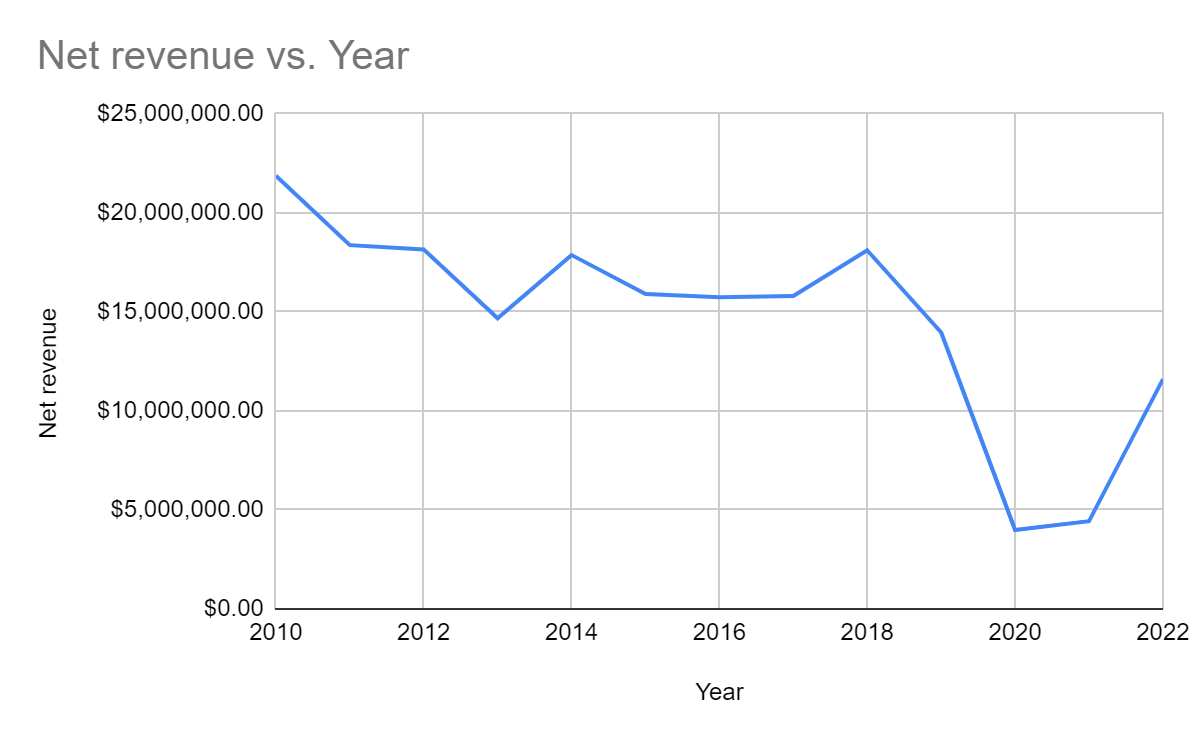 Net revenue vs. Year
$25,000,000.00
$20,000,000.00
$15,000,000.00
$10,000,000.00
$5,000,000.00
$0.00
Net revenue
2010 2012 2014 2016 2018 2020 2022
Year